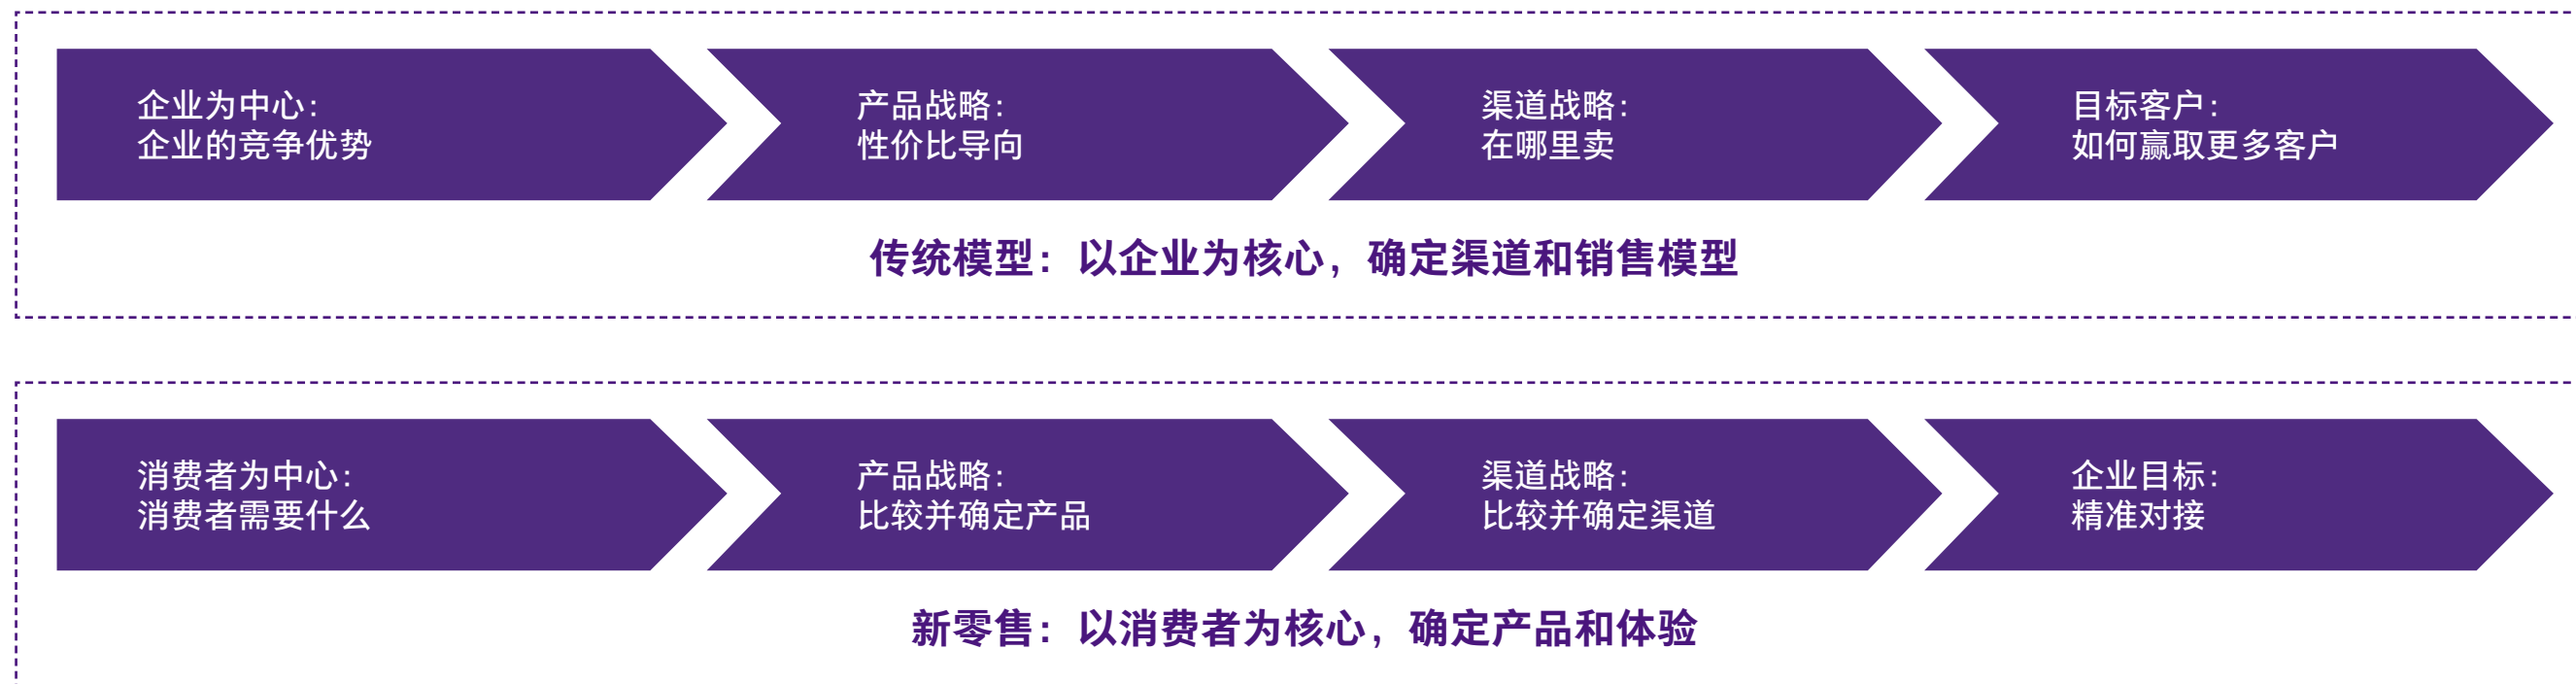 企业为中心：
企业的竞争优势
产品战略：
性价比导向
渠道战略：
在哪里卖
目标客户：
如何赢取更多客户
传统模型：以企业为核心，确定渠道和销售模型
消费者为中心：
消费者需要什么
产品战略：
比较并确定产品
渠道战略：
比较并确定渠道
企业目标：
精准对接
新零售：以消费者为核心，确定产品和体验